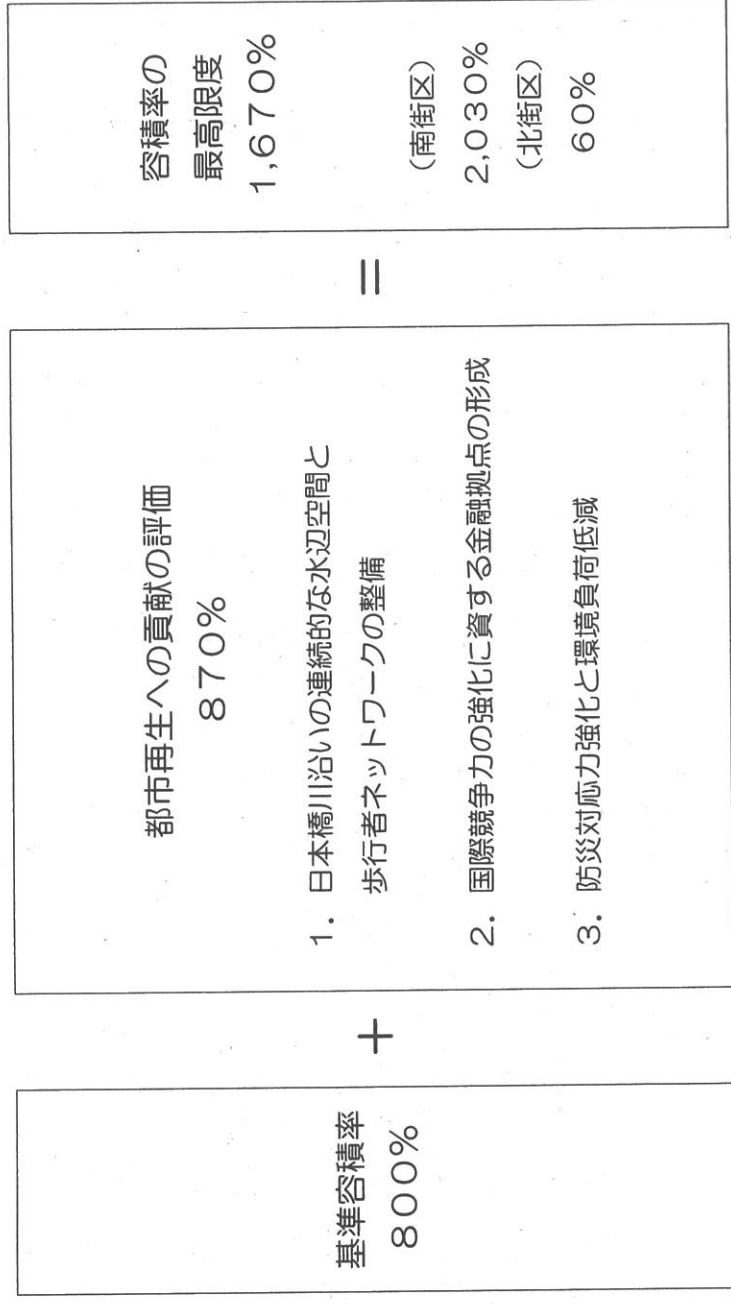 基準容積率
800%
+
都市再生への貢献の評価
870%
1. 日本橋川沿いの連続的な水辺空間と
歩行者ネットワークの整備
2. 国際競争力の強化に資する金融拠点の形成
3. 防災対応力強化と環境負荷低減
=
容積率の
最高限度
1,670%
(南街区)
2,030%
(北街区)
60%